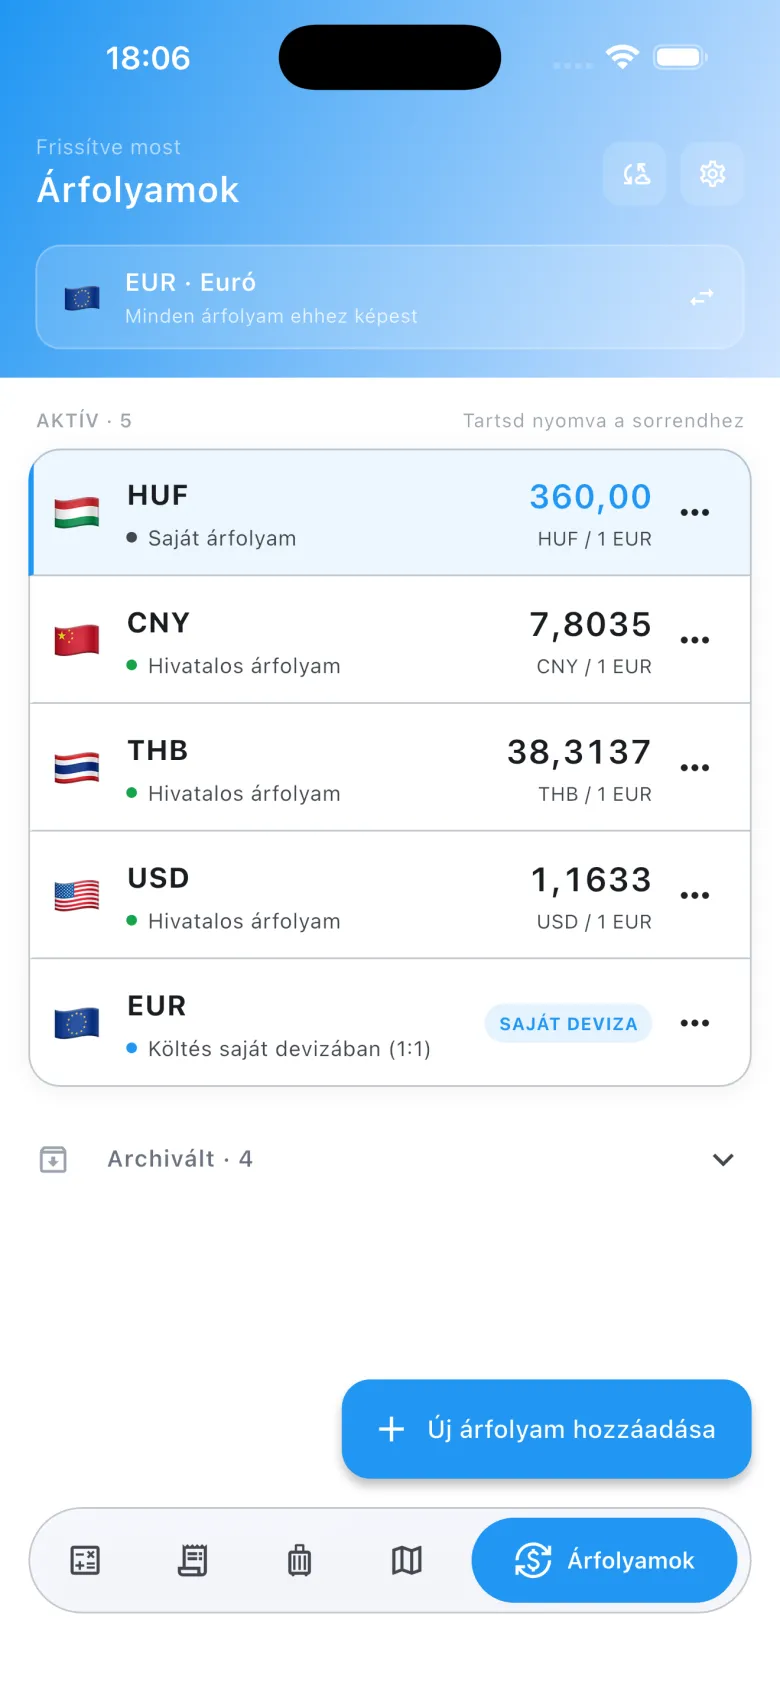 18:06
Frissítve most
Árfolyamok
EUR · Euró
Minden árfolyam ehhez képest
AKTÍV · 5
Tartsd nyomva a sorrendhez
HUF
360,00
Saját árfolyam
HUF / 1 EUR
CNY
7,8035
Hivatalos árfolyam
CNY / 1 EUR
THB
38,3137
Hivatalos árfolyam
THB / 1 EUR
USD
1,1633
Hivatalos árfolyam
USD / 1 EUR
EUR
SAJÁT DEVIZA
Költés saját devizában (1:1)
Archivált · 4
Új árfolyam hozzáadása
Árfolyamok